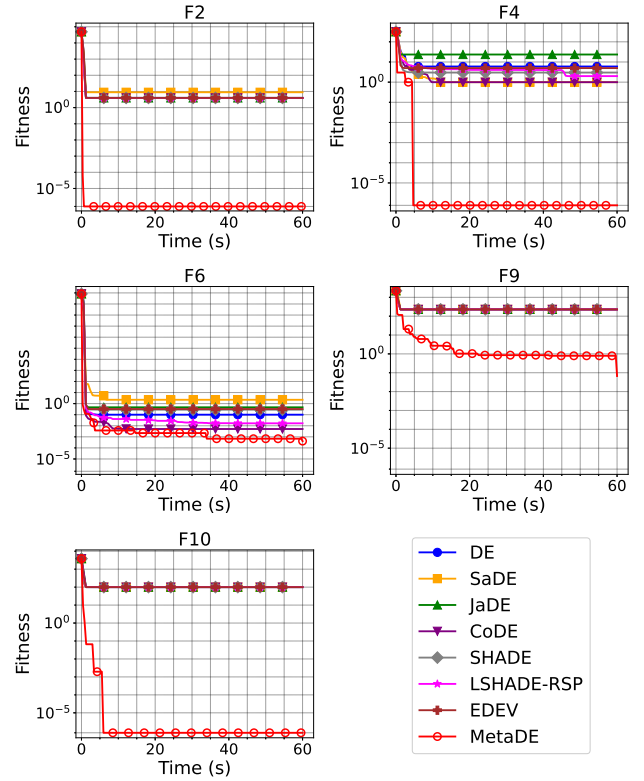 F2
Fitness
10^0
10^−5
0 20 40 60
Time (s)
F4
Fitness
10^0
10^−5
0 20 40 60
Time (s)
F6
Fitness
10^0
10^−5
0 20 40 60
Time (s)
F9
Fitness
10^0
10^−5
0 20 40 60
Time (s)
F10
Fitness
10^0
10^−5
0 20 40 60
Time (s)
DE
SaDE
JaDE
CoDE
SHADE
LSHADE-RSP
EDEV
MetaDE